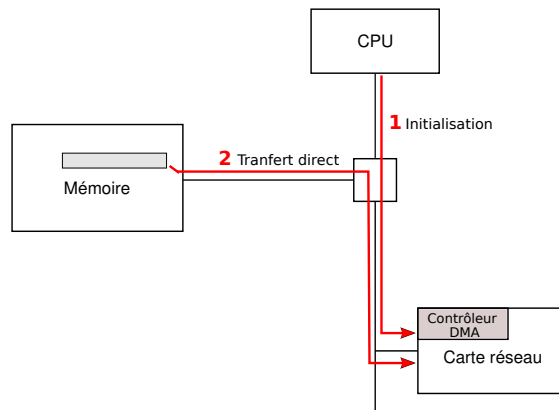 CPU
1 Initialisation
2 Tranfert direct
Mémoire
Contrôleur
DMA
Carte réseau